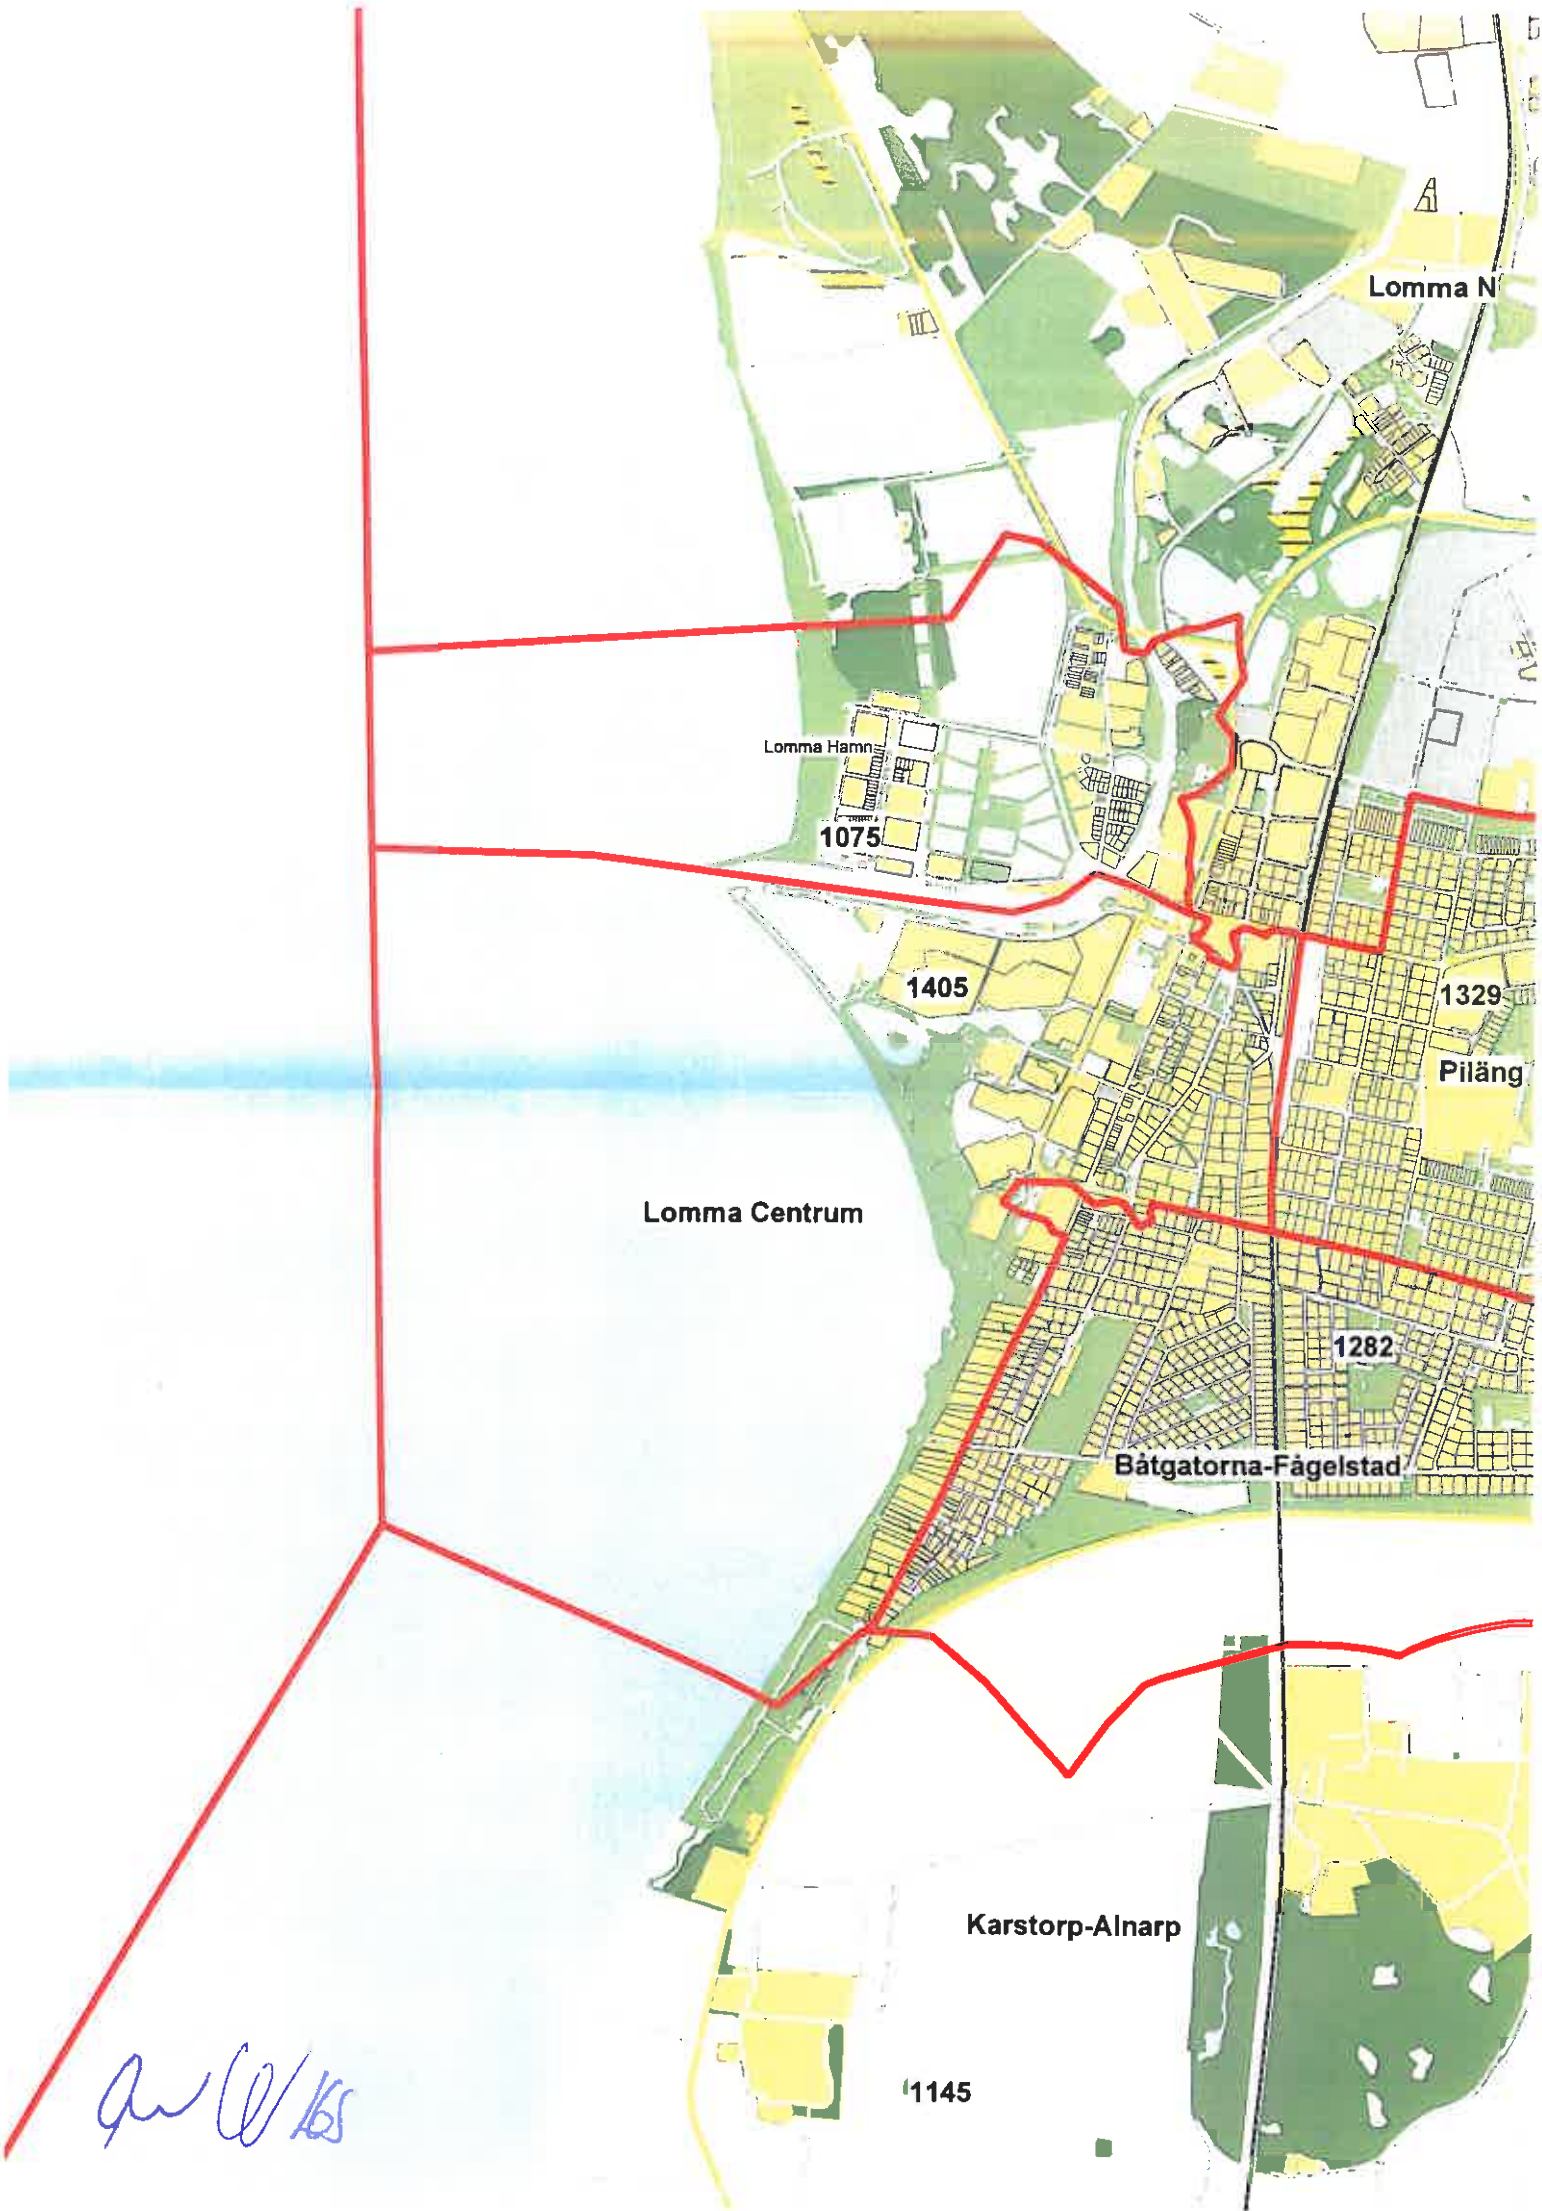 Lomma N
Lomma Hamn
1075
1405
1329
Piläng
Lomma Centrum
1282
Båtgatorna-Fågelstad
Karstorp-Alnarp
1145